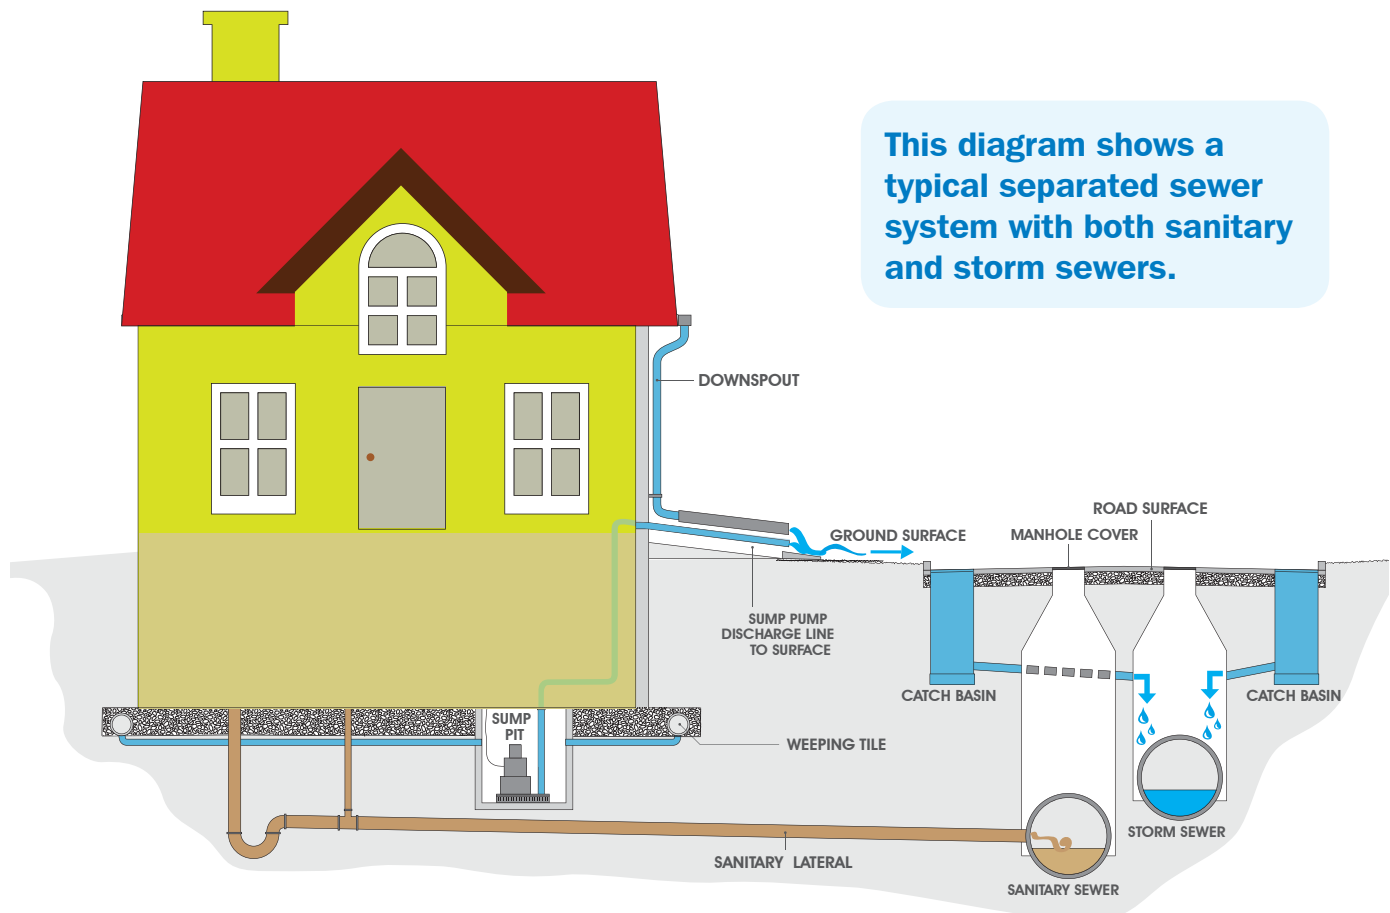 This diagram shows a
typical separated sewer
system with both sanitary
and storm sewers.
DOWNSPOUT
ROAD SURFACE
GROUND SURFACE
MANHOLE COVER
SUMP PUMP
DISCHARGE LINE
TO SURFACE
CATCH BASIN
CATCH BASIN
SUMP
PIT
WEEPING TILE
STORM SEWER
SANITARY LATERAL
SANITARY SEWER